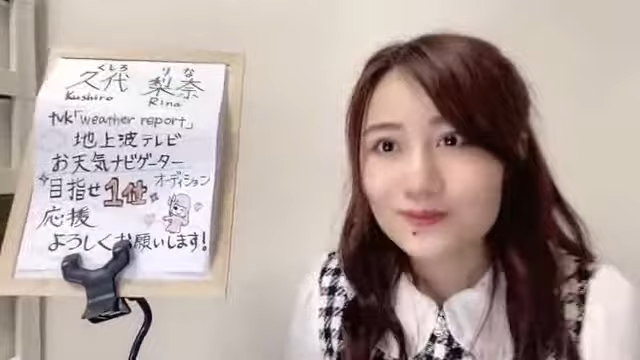 くしろ りな
久代 梨奈
Kushiro Rina
tvk「weather report」
地上波テレビ
お天気ナビゲーター
オーディション
目指せ1位
応援
よろしくお願いします!